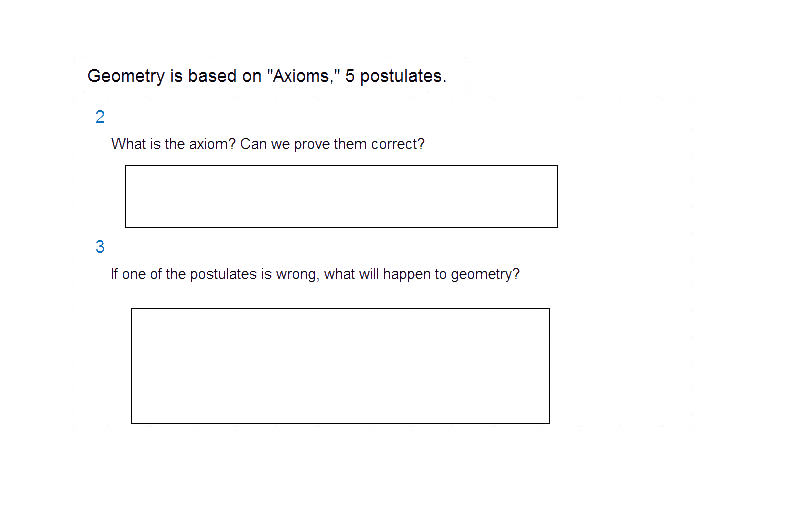 Geometry is based on "Axioms," 5 postulates.
2
What is the axiom? Can we prove them correct?
3
If one of the postulates is wrong, what will happen to geometry?